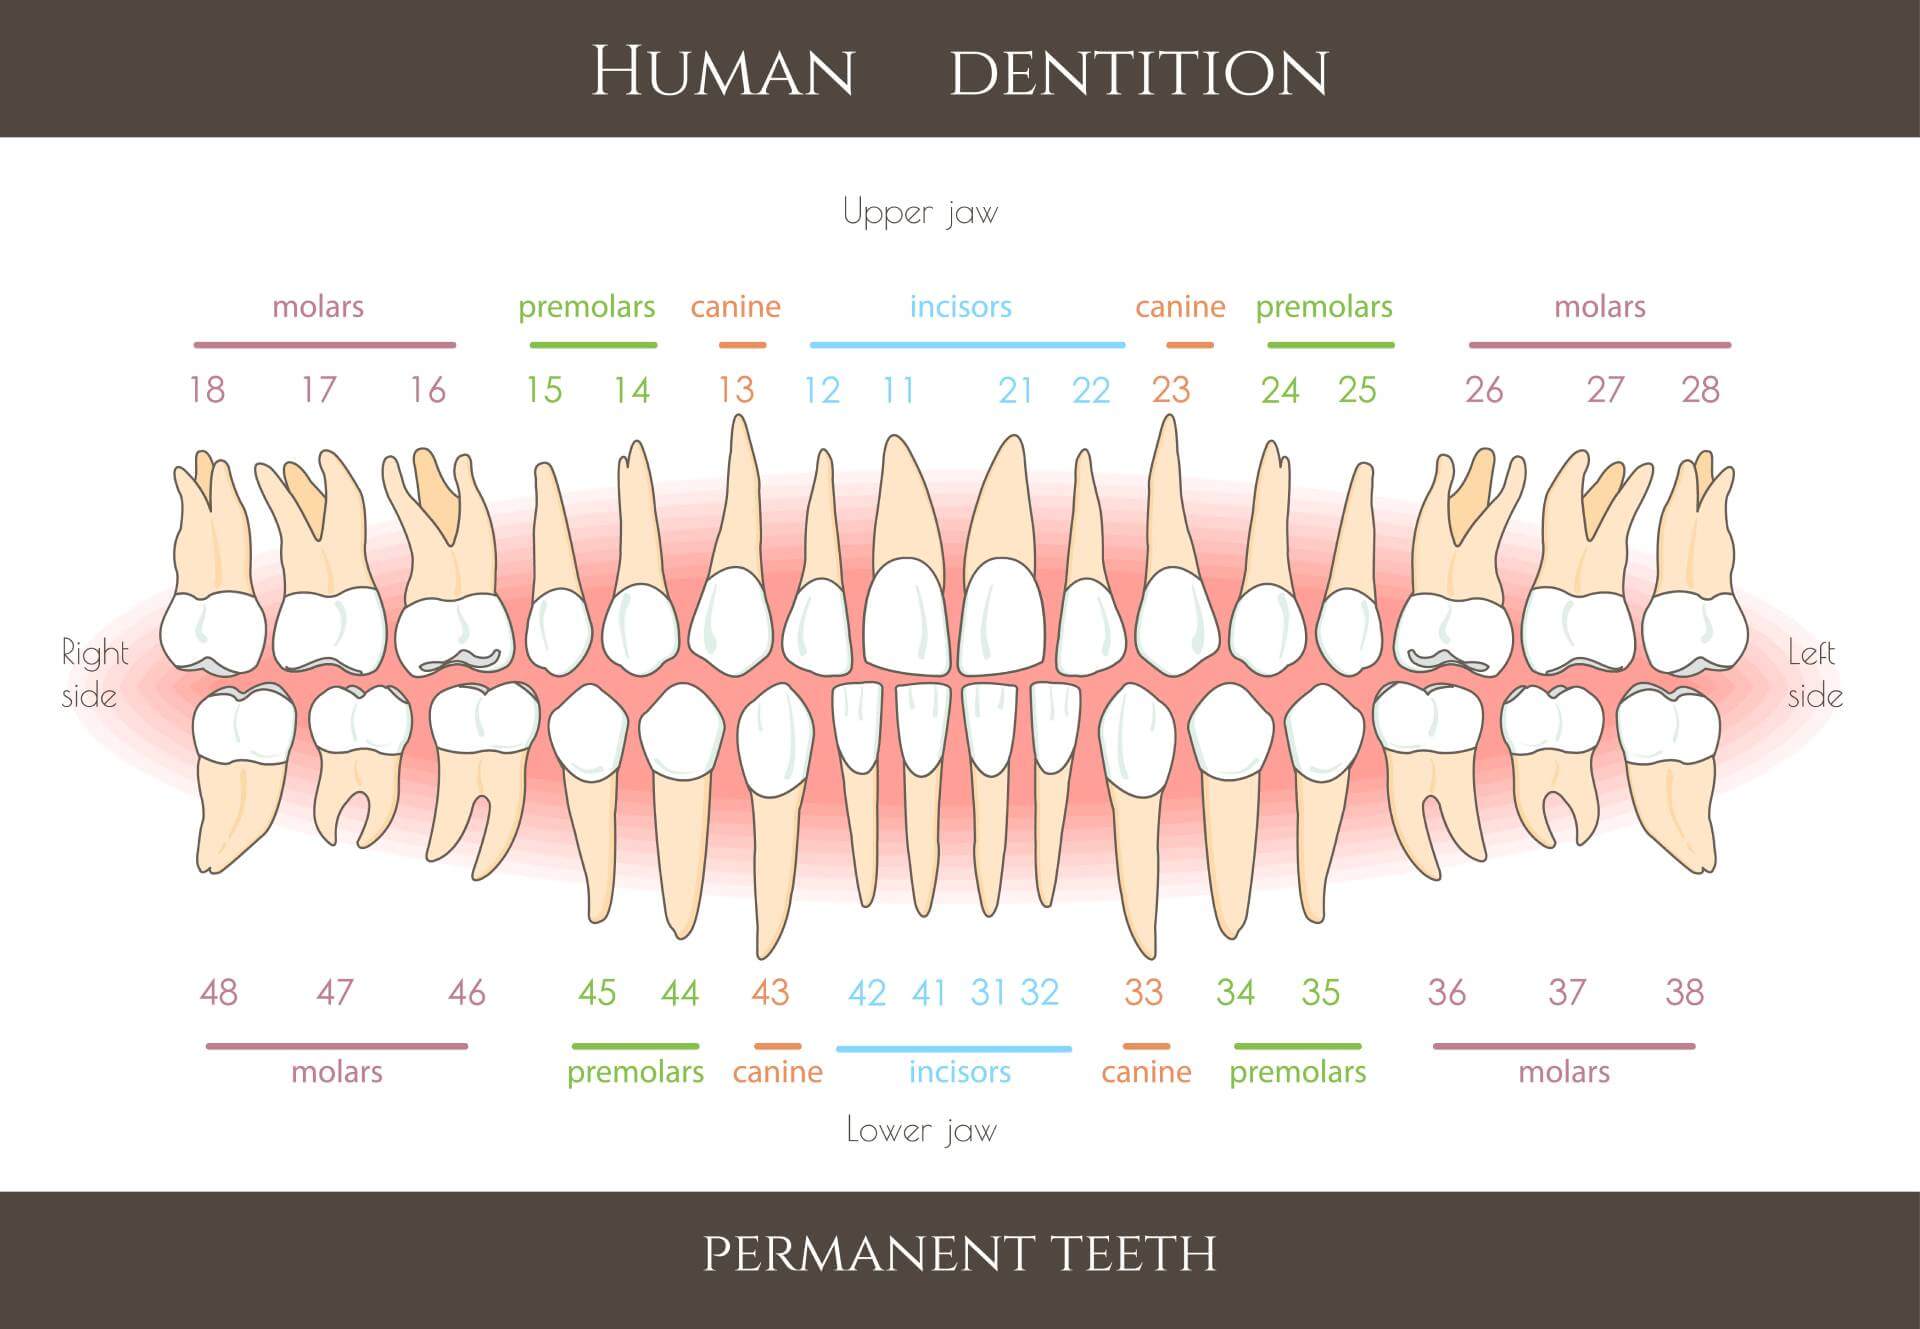 Human dentition
Upper jaw
molars premolars canine incisors canine premolars molars
18 17 16 15 14 13 12 11 21 22 23 24 25 26 27 28
Right
side
Left
side
48 47 46 45 44 43 42 41 31 32 33 34 35 36 37 38
molars premolars canine incisors canine premolars molars
Lower jaw
permanent teeth